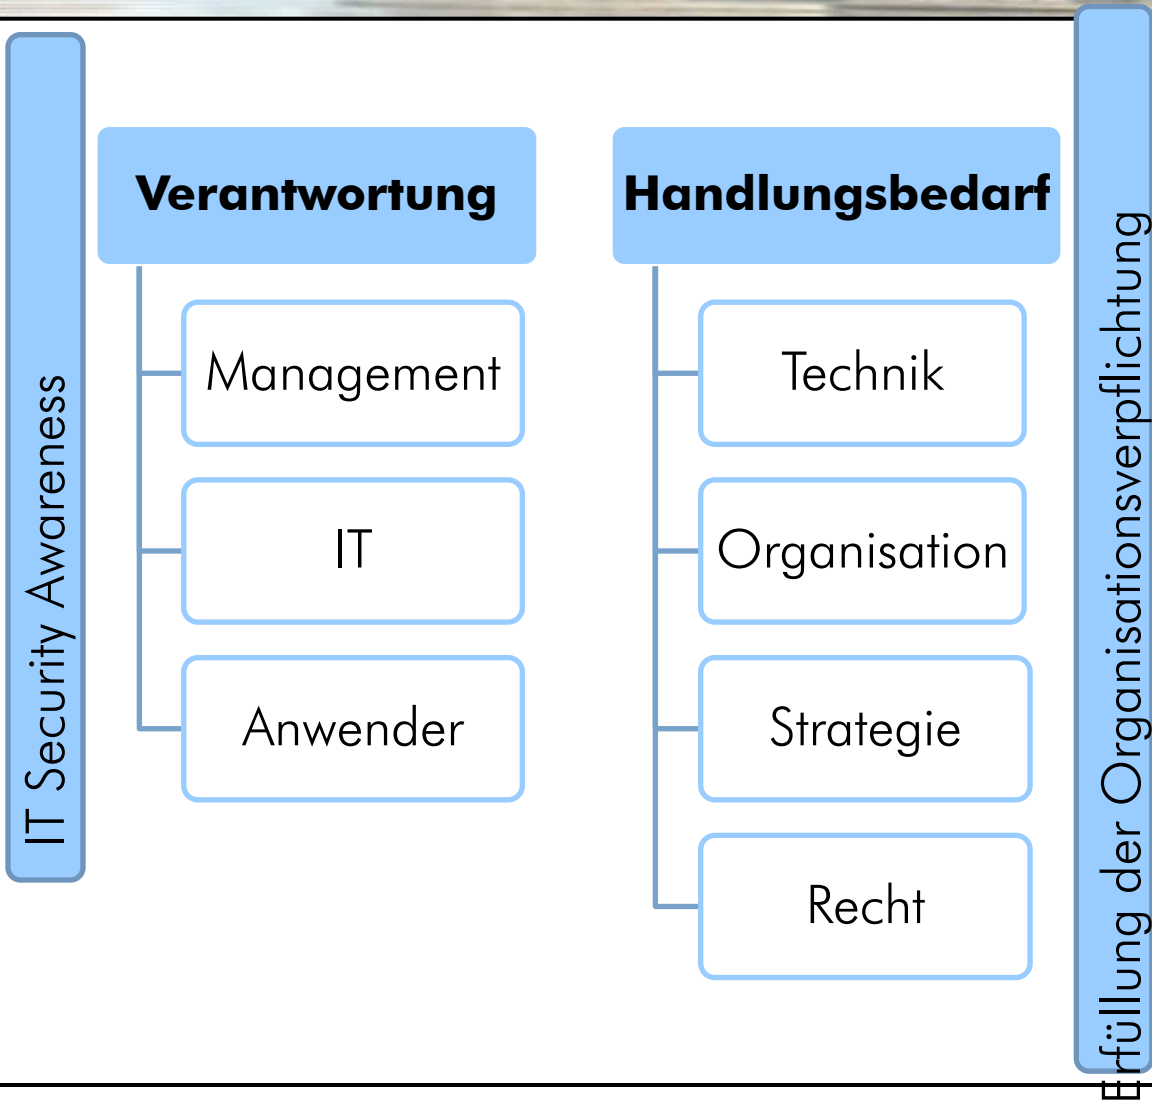 IT Security Awareness
Verantwortung
Management
IT
Anwender
Handlungsbedarf
Technik
Organisation
Strategie
Recht
Erfüllung der Organisationsverpflichtung